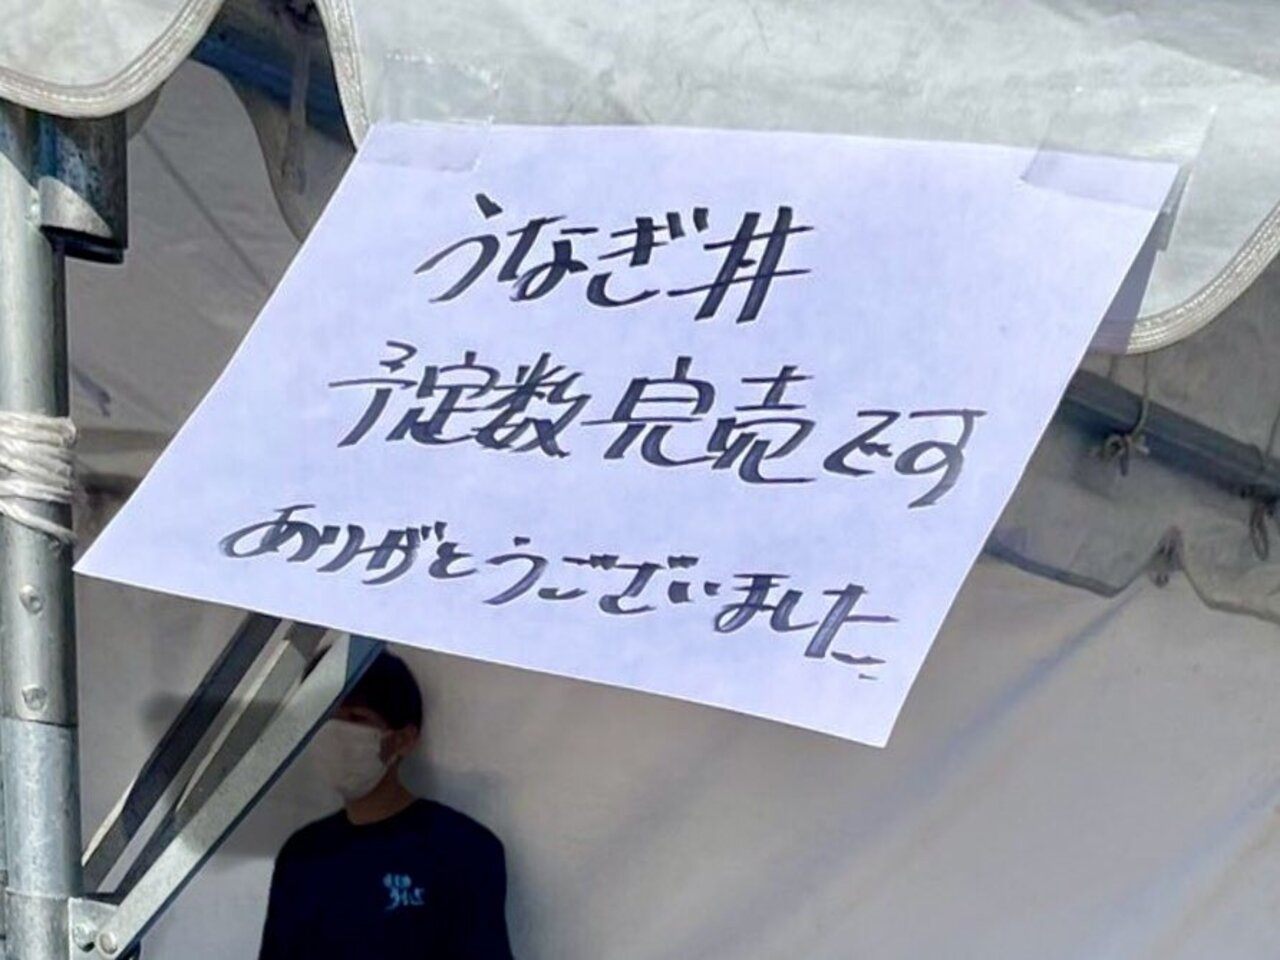 うなぎ井
予定数完売です
ありがとうございました